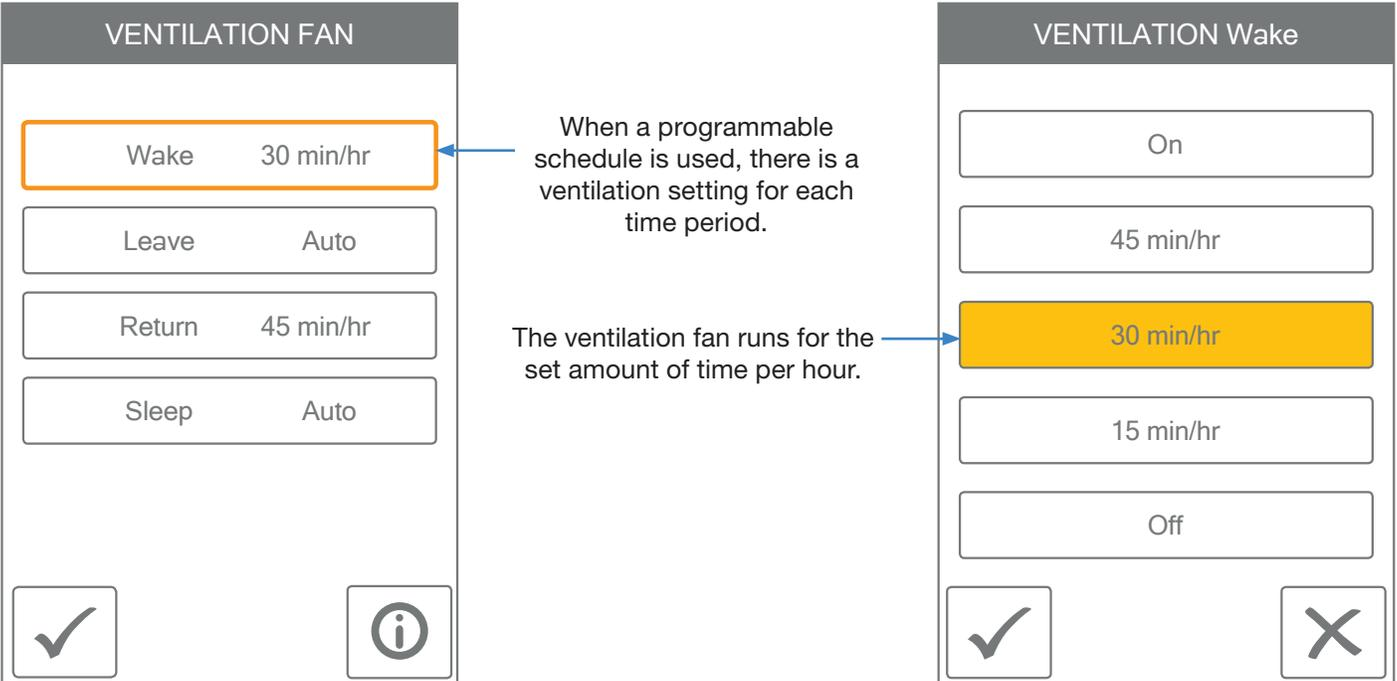 VENTILATION FAN
Wake 30 min/hr
Leave Auto
Return 45 min/hr
Sleep Auto
When a programmable
schedule is used, there is a
ventilation setting for each
time period.
The ventilation fan runs for the
set amount of time per hour.
VENTILATION Wake
On
45 min/hr
30 min/hr
15 min/hr
Off